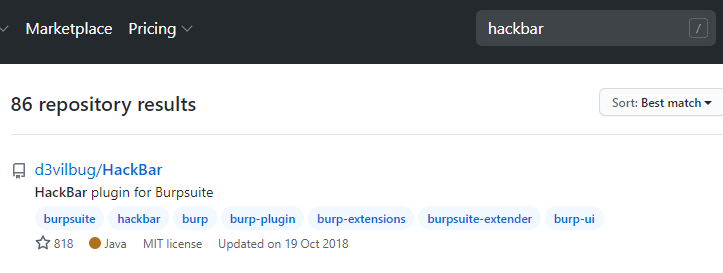 Marketplace Pricing hackbar /
86 repository results Sort: Best match
d3vilbug/HackBar
HackBar plugin for Burpsuite
burpsuite hackbar burp burp-plugin burp-extensions burpsuite-extender burp-ui
818 Java MIT license Updated on 19 Oct 2018